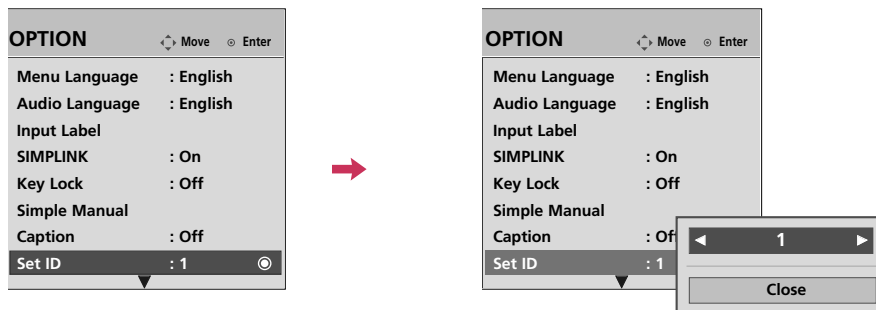 OPTION Move Enter
Menu Language : English
Audio Language : English
Input Label
SIMPLINK : On
Key Lock : Off
Simple Manual
Caption : Off
Set ID : 1
OPTION Move Enter
Menu Language : English
Audio Language : English
Input Label
SIMPLINK : On
Key Lock : Off
Simple Manual
Caption : Of
Set ID : 1
◀ 1 ▶
Close